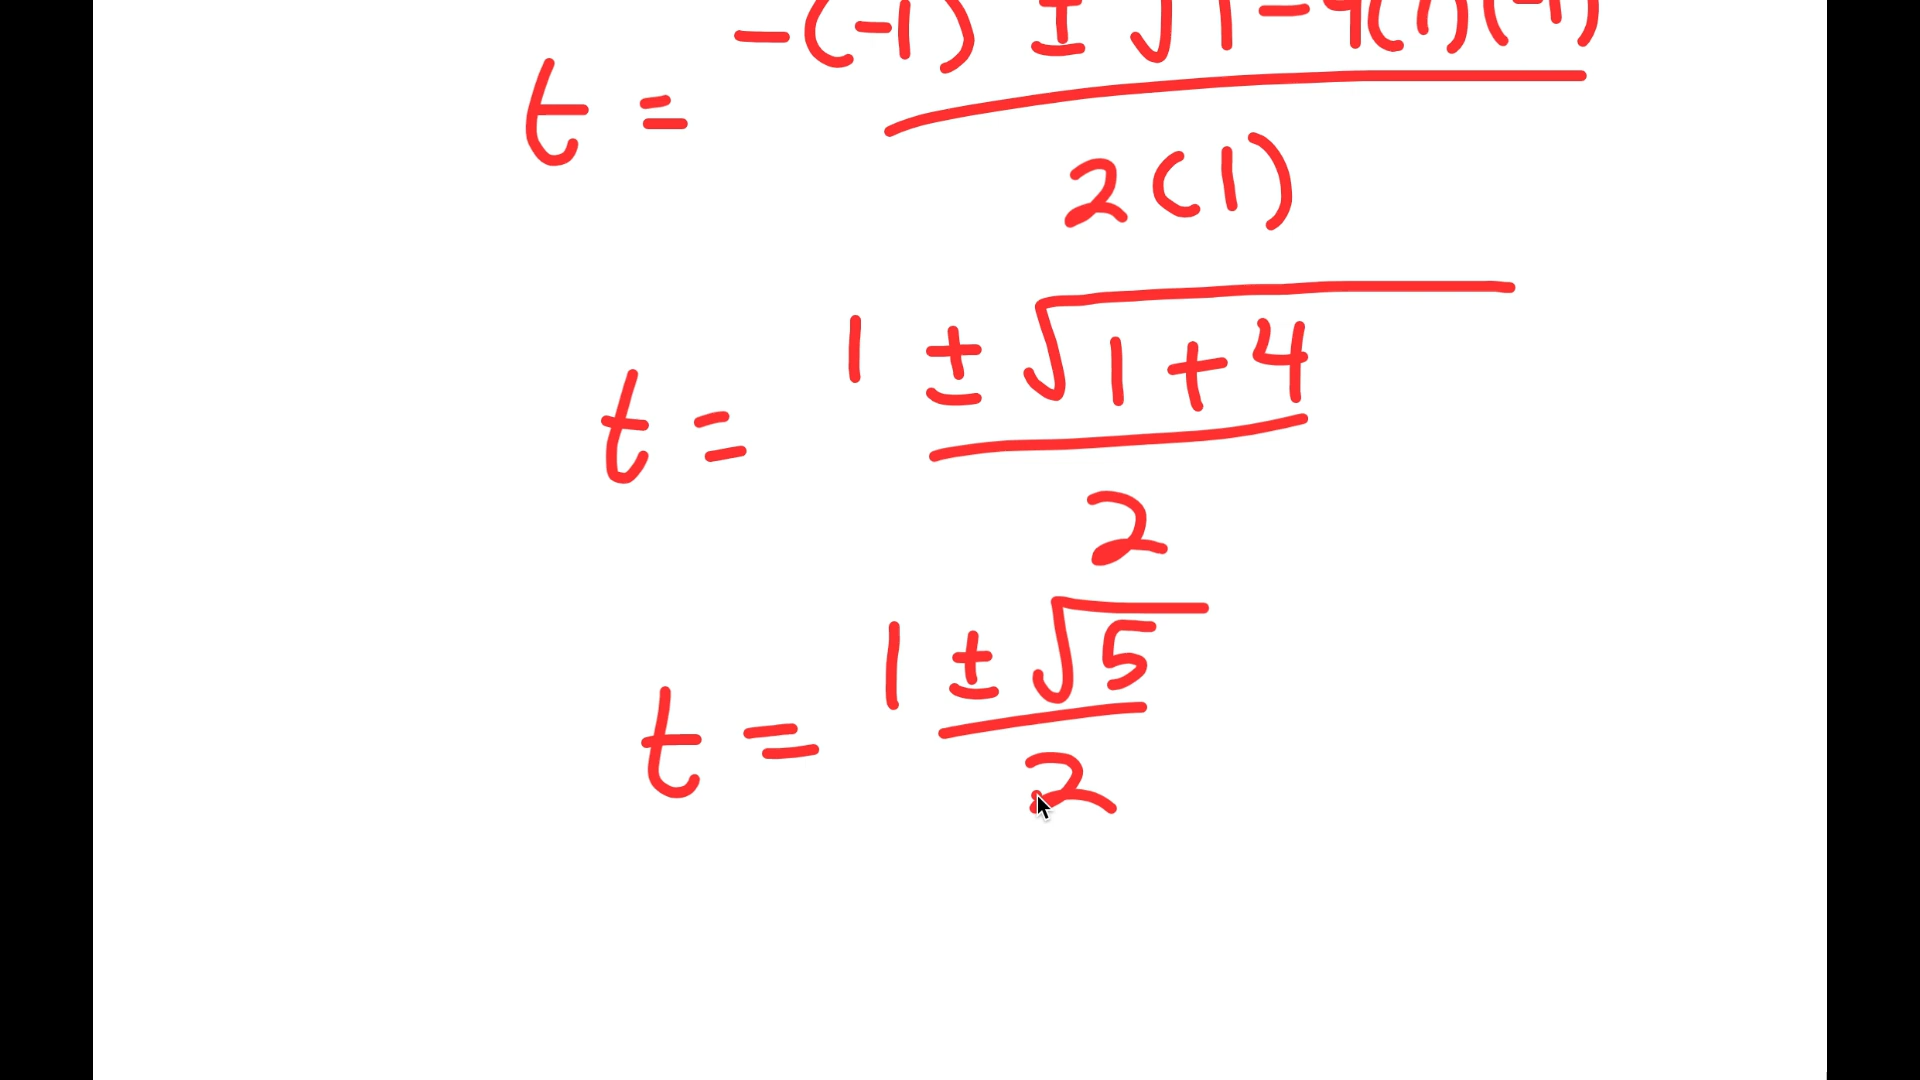 t = -(-1) ± √1-4(1)(-1)
2(1)
t = 1 ± √1+4
2
t = 1 ± √5
2